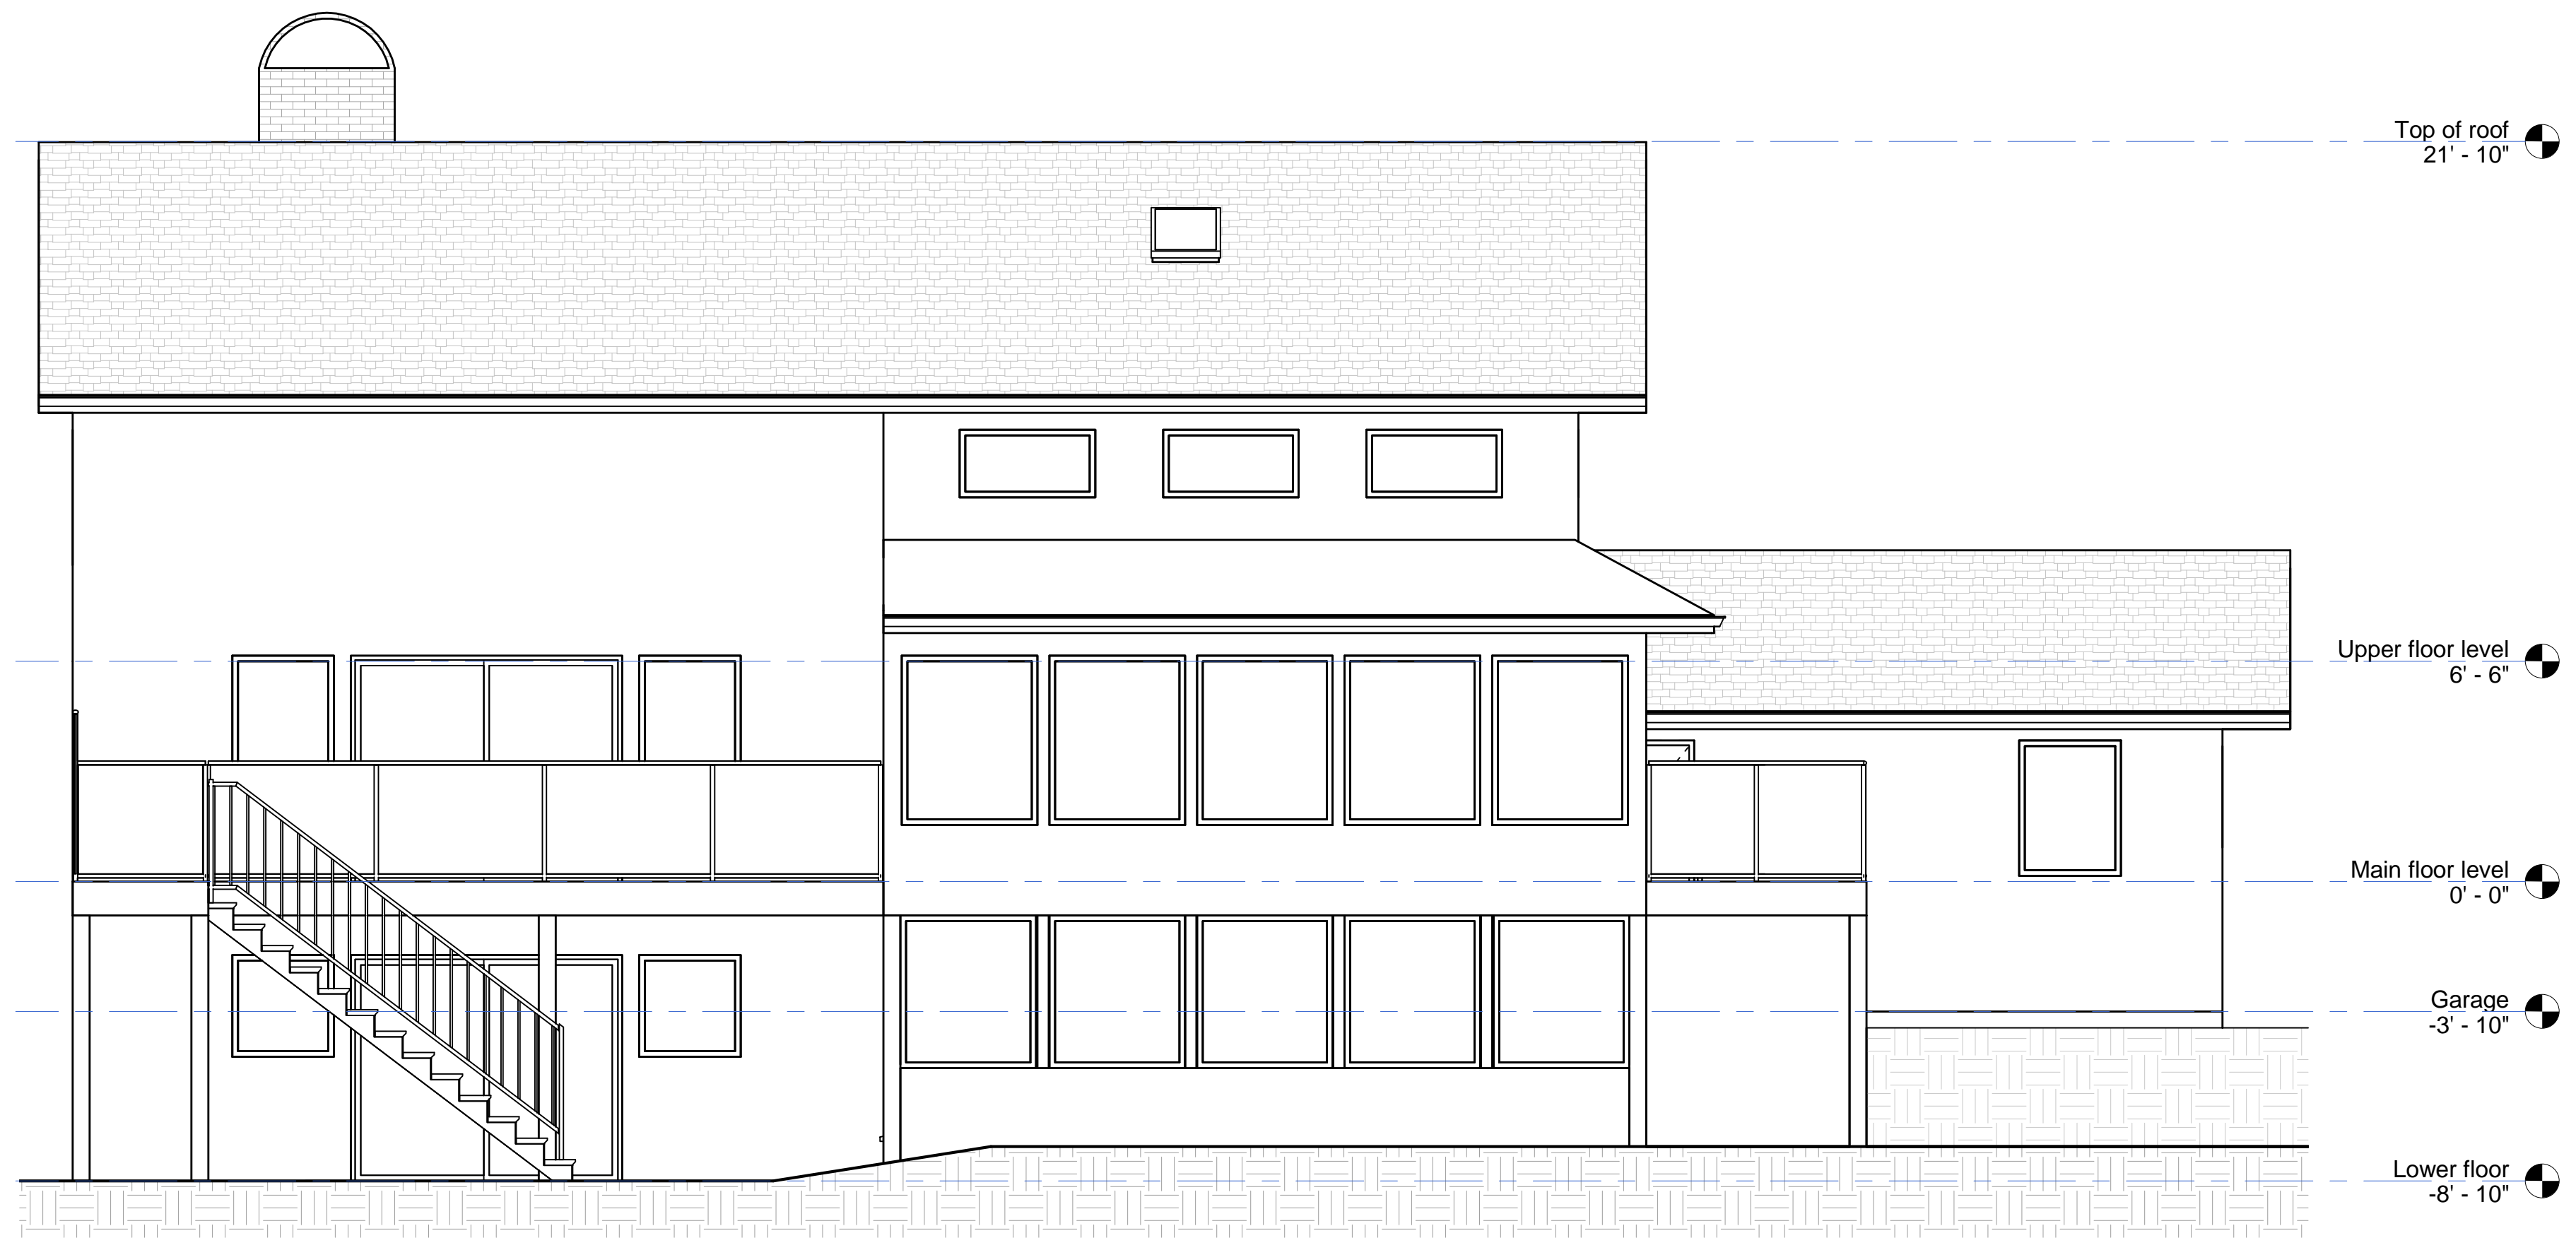 Top of roof
21' - 10"
Upper floor level
6' - 6"
Main floor level
0' - 0"
Garage
-3' - 10"
Lower floor
-8' - 10"